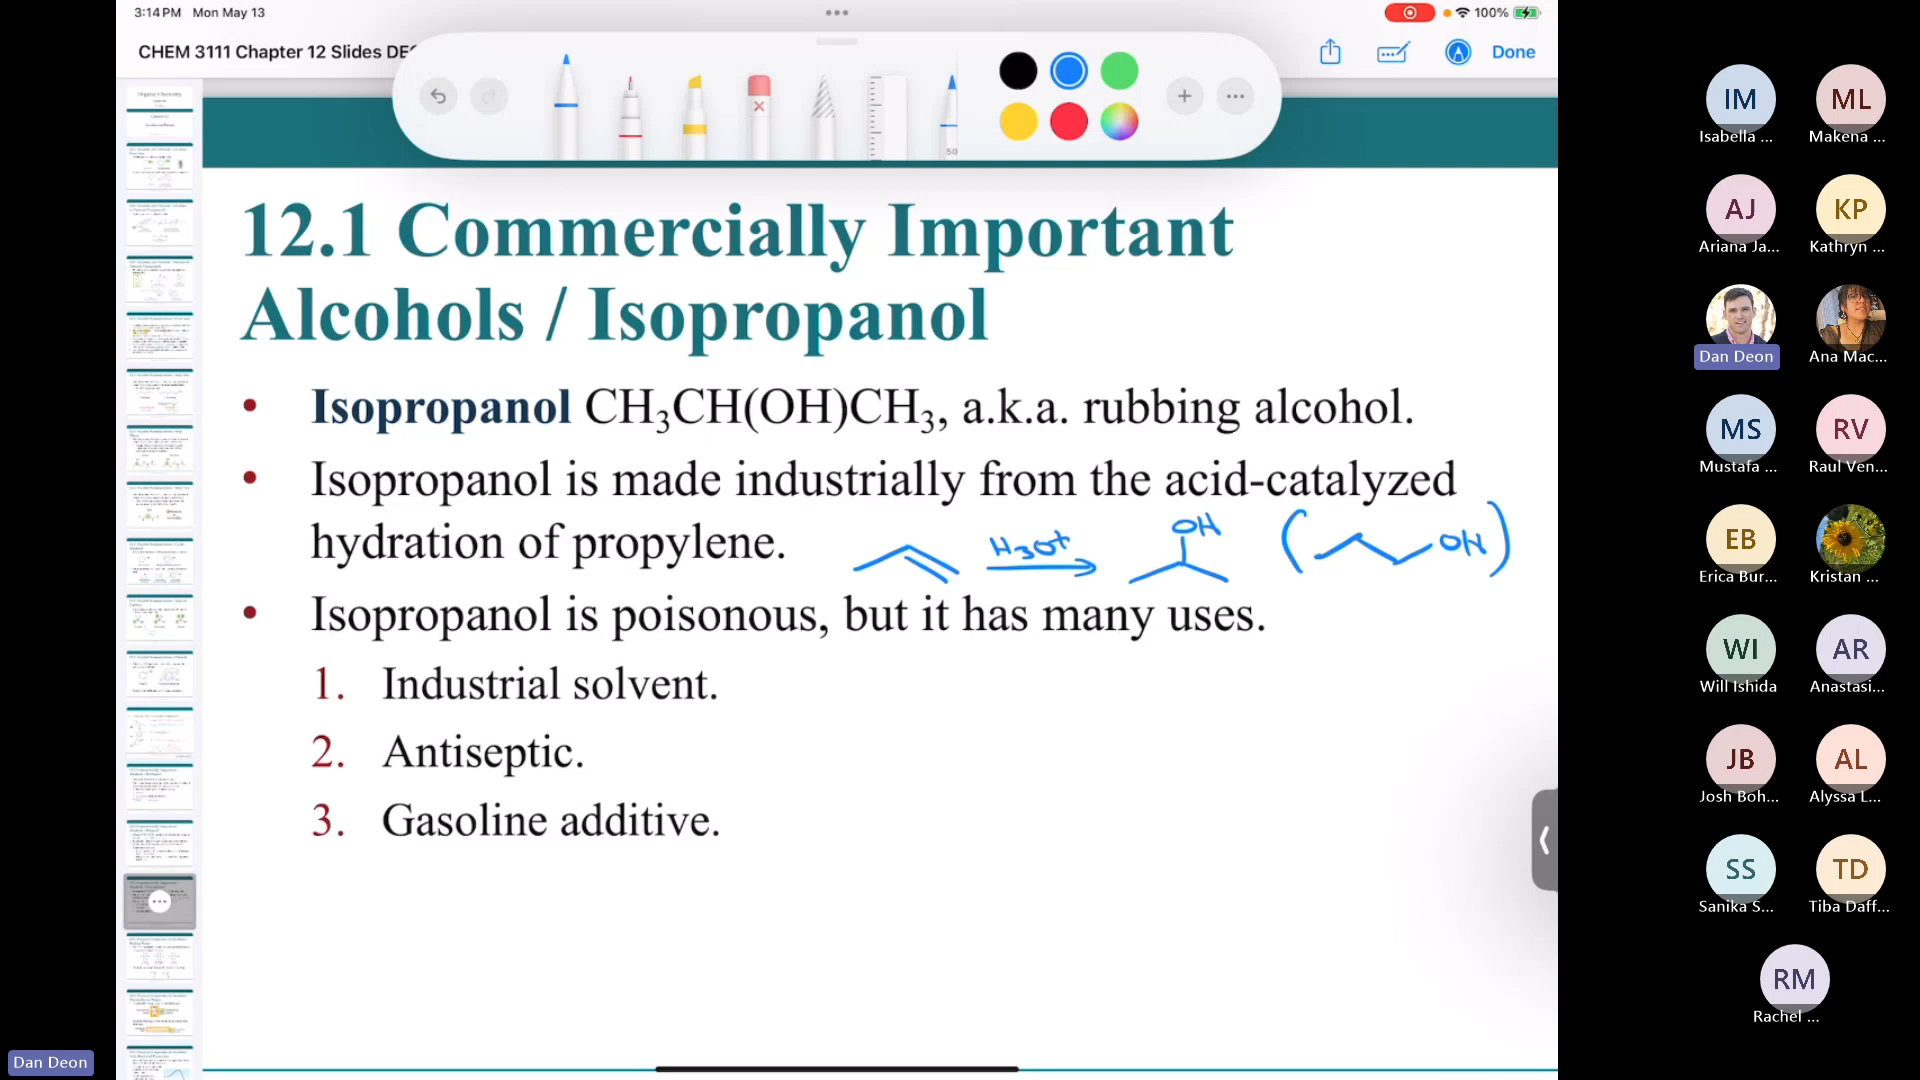 3:14 PM Mon May 13
100%
CHEM 3111 Chapter 12 Slides DEC
Done
50
12.1 Commercially Important
Alcohols / Isopropanol
• Isopropanol CH₃CH(OH)CH₃, a.k.a. rubbing alcohol.
• Isopropanol is made industrially from the acid-catalyzed
hydration of propylene.
H₃O+
OH
( OH )
• Isopropanol is poisonous, but it has many uses.
1. Industrial solvent.
2. Antiseptic.
3. Gasoline additive.
IM
Isabella ...
ML
Makena ...
AJ
Ariana Ja...
KP
Kathryn ...
Dan Deon
Ana Mac...
MS
Mustafa ...
RV
Raul Ven...
EB
Erica Bur...
Kristan ...
WI
Will Ishida
AR
Anastasi...
JB
Josh Boh...
AL
Alyssa L...
SS
Sanika S...
TD
Tiba Daff...
RM
Rachel ...
Dan Deon